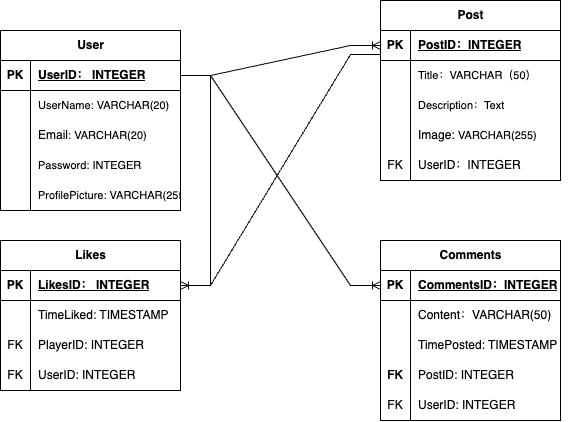 User
PK UserID： INTEGER
UserName: VARCHAR(20)
Email: VARCHAR(20)
Password: INTEGER
ProfilePicture: VARCHAR(255
Post
PK PostID： INTEGER
Title：VARCHAR（50）
Description：Text
Image: VARCHAR(255)
FK UserID：INTEGER
Likes
PK LikesID： INTEGER
TimeLiked: TIMESTAMP
FK PlayerID: INTEGER
FK UserID: INTEGER
Comments
PK CommentsID: INTEGER
Content：VARCHAR(50)
TimePosted: TIMESTAMP
FK PostID: INTEGER
FK UserID: INTEGER